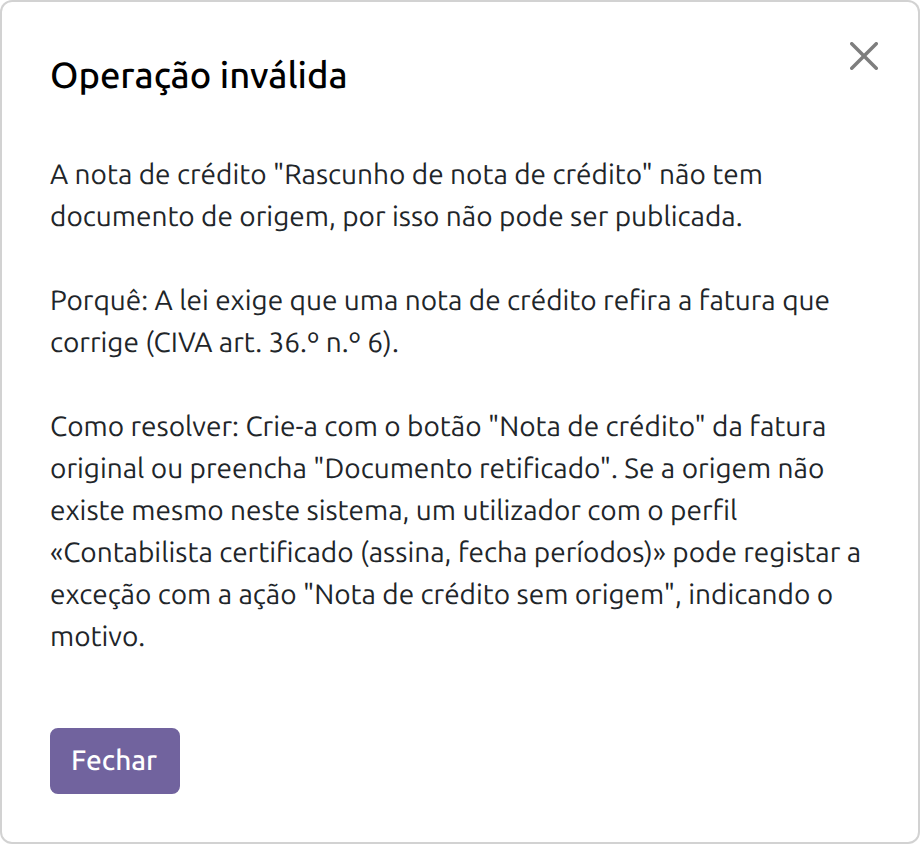 Operação inválida
A nota de crédito "Rascunho de nota de crédito" não tem
documento de origem, por isso não pode ser publicada.
Porquê: A lei exige que uma nota de crédito refira a fatura que
corrige (CIVA art. 36.º n.º 6).
Como resolver: Crie-a com o botão "Nota de crédito" da fatura
original ou preencha "Documento retificado". Se a origem não
existe mesmo neste sistema, um utilizador com o perfil
«Contabilista certificado (assina, fecha períodos)» pode registar a
exceção com a ação "Nota de crédito sem origem", indicando o
motivo.
Fechar